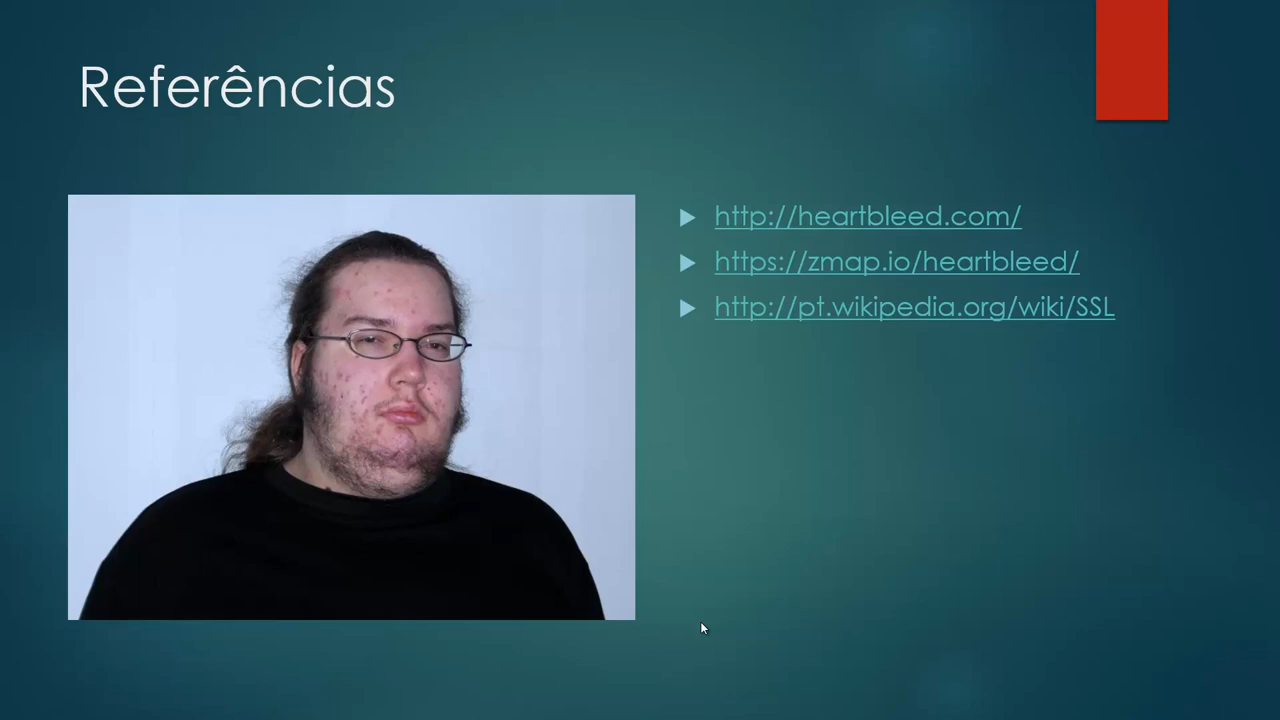 Referências
http://heartbleed.com/
https://zmap.io/heartbleed/
http://pt.wikipedia.org/wiki/SSL